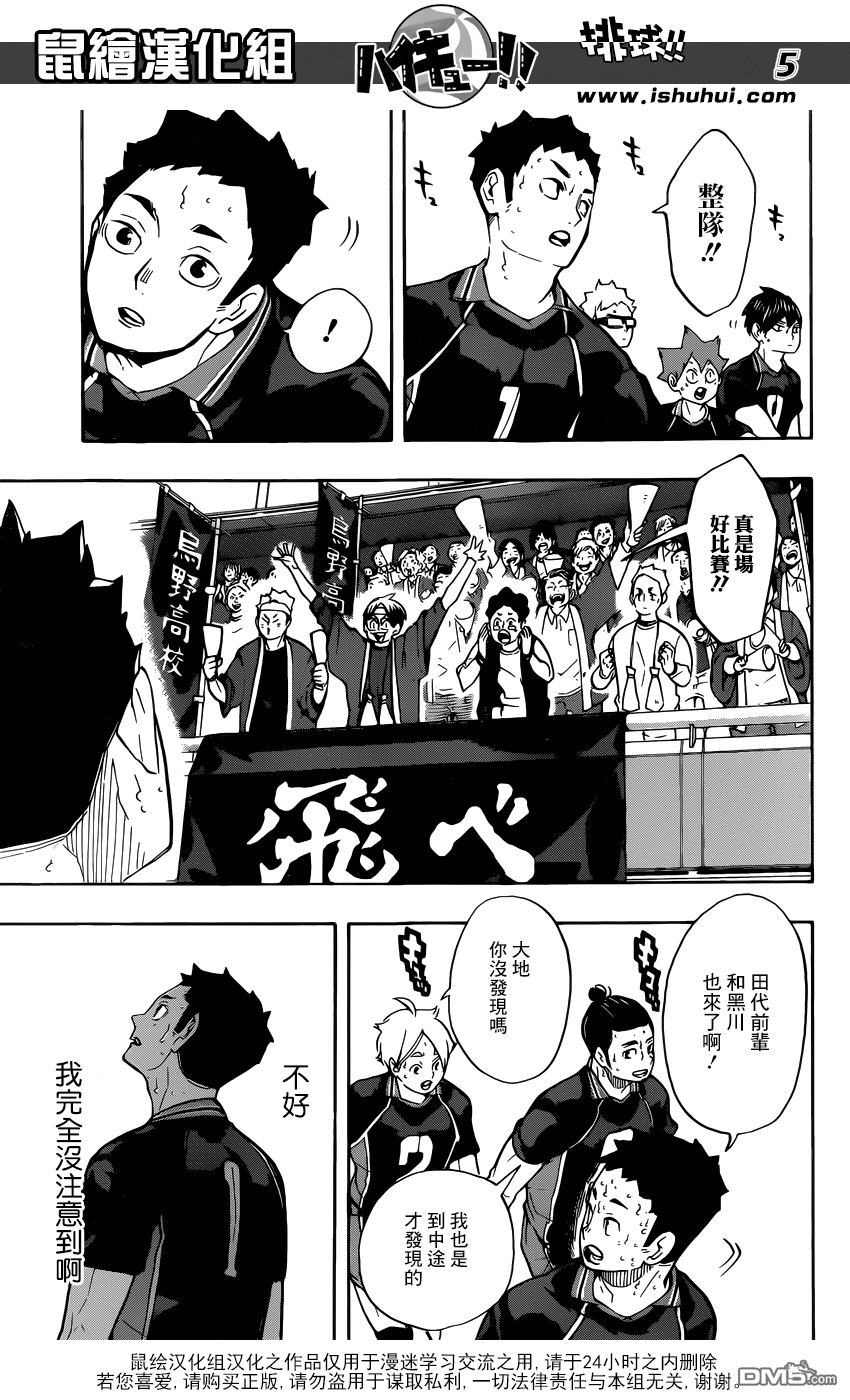 鼠繪漢化組
ハイキュー!!
排球!!
5
www.ishuhui.com
整隊!!
!
真是場
好比賽!!
烏野高校
烏野高
飛べ
田代前輩
和黑川
也來了啊!
大地
你沒發現嗎
我也是
到中途
才發現的
不好
我完全沒注意到啊
鼠绘汉化组汉化之作品仅用于漫迷学习交流之用, 请于24小时之内删除
若您喜爱, 请购买正版, 请勿盗用于谋取私利, 一切法律责任与本组无关, 谢谢。
DM5.com